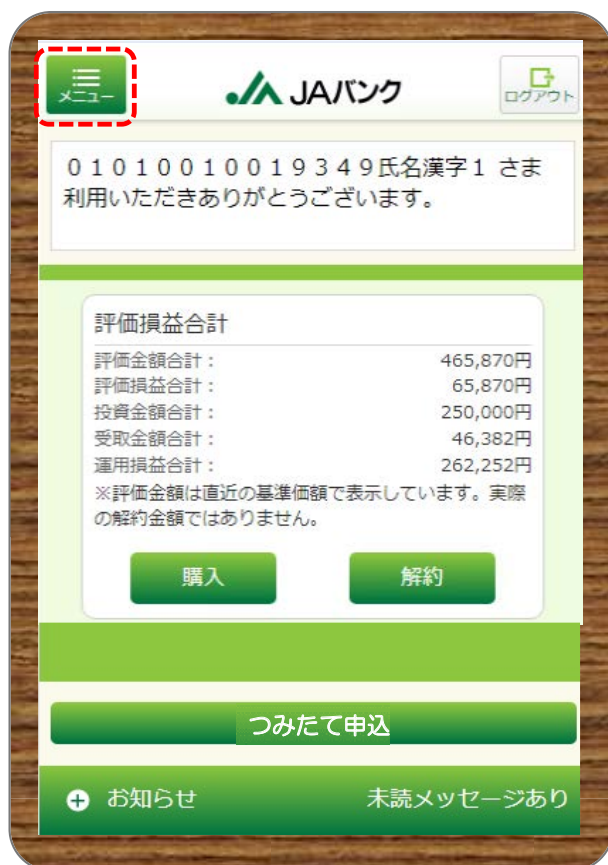 メニュー
JAバンク
ログアウト
01010010019349氏名漢字1 さま
利用いただきありがとうございます。
評価損益合計
評価金額合計: 465,870円
評価損益合計: 65,870円
投資金額合計: 250,000円
受取金額合計: 46,382円
運用損益合計: 262,252円
※評価金額は直近の基準価額で表示しています。実際
の解約金額ではありません。
購入 解約
つみたて申込
お知らせ 未読メッセージあり